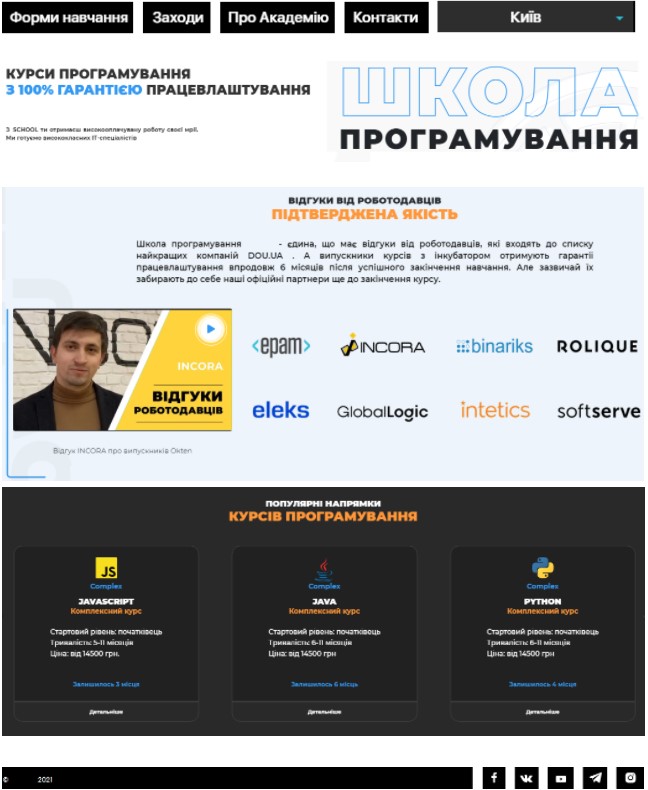 Форми навчання
Заходи
Про Академію
Контакти
Київ
КУРСИ ПРОГРАМУВАННЯ
З 100% ГАРАНТІЄЮ ПРАЦЕВЛАШТУВАННЯ
З SCHOOL ти отримаєш високооплачувану роботу своєї мрії.
Ми готуємо висококласних IT-спеціалістів
ШКОЛА
ПРОГРАМУВАННЯ
ВІДГУКИ ВІД РОБОТОДАВЦІВ
ПІДТВЕРДЖЕНА ЯКІСТЬ
Школа програмування - єдина, що має відгуки від роботодавців, які входять до списку
найкращих компаній DOU.UA . А випускники курсів з інкубатором отримують гарантії
працевлаштування впродовж 6 місяців після успішного закінчення навчання. Але зазвичай їх
забирають до себе наші офіційні партнери ще до закінчення курсу.
INCORA
ВІДГУКИ
РОБОТОДАВЦІВ
Відгук INCORA про випускників Okten
<epam>
INCORA
binariks
ROLIQUE
eleks
GlobalLogic
intetics
softserve
ПОПУЛЯРНІ НАПРЯМКИ
КУРСІВ ПРОГРАМУВАННЯ
JS
Complex
JAVASCRIPT
Комплексний курс
Стартовий рівень: початківець
Тривалість: 5-11 місяців
Ціна: від 14500 грн.
Залишилось 3 місця
Детальніше
Complex
JAVA
Комплексний курс
Стартовий рівень: початківець
Тривалість: 6-11 місяців
Ціна: від 14500 грн
Залишилось 6 місць
Детальніше
Complex
PYTHON
Комплексний курс
Стартовий рівень: початківець
Тривалість: 6-11 місяців
Ціна: від 14500 грн
Залишилось 4 місця
Детальніше
© 2021